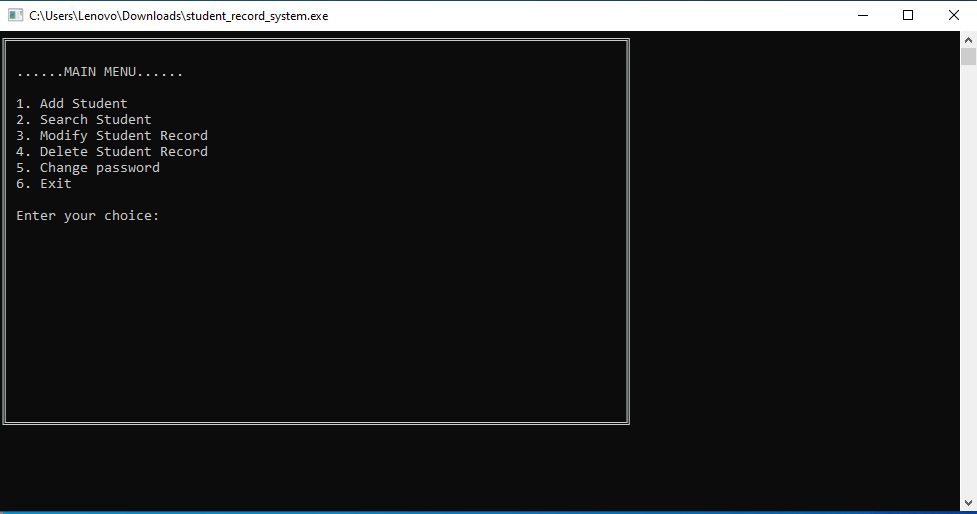 C:\Users\Lenovo\Downloads\student_record_system.exe
......MAIN MENU......
1. Add Student
2. Search Student
3. Modify Student Record
4. Delete Student Record
5. Change password
6. Exit
Enter your choice: